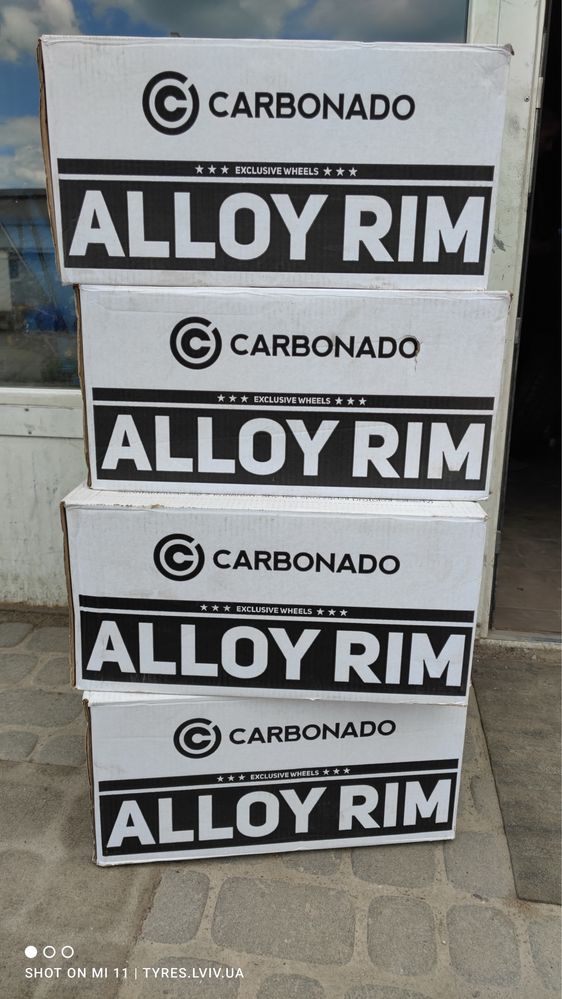 CARBONADO
★★★ EXCLUSIVE WHEELS ★★★
ALLOY RIM
CARBONADO
★★★ EXCLUSIVE WHEELS ★★★
ALLOY RIM
CARBONADO
★★★ EXCLUSIVE WHEELS ★★★
ALLOY RIM
CARBONADO
★★★ EXCLUSIVE WHEELS ★★★
ALLOY RIM
SHOT ON MI 11 | TYRES.LVIV.UA